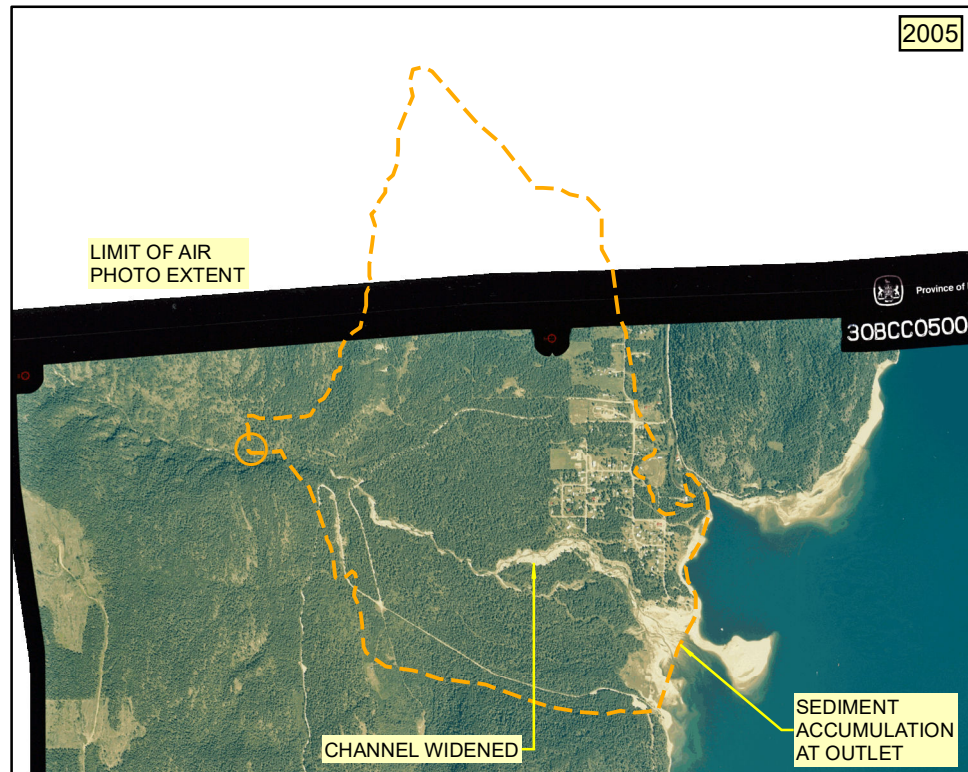 2005
LIMIT OF AIR
PHOTO EXTENT
Province of
30BCC0500
CHANNEL WIDENED
SEDIMENT
ACCUMULATION
AT OUTLET